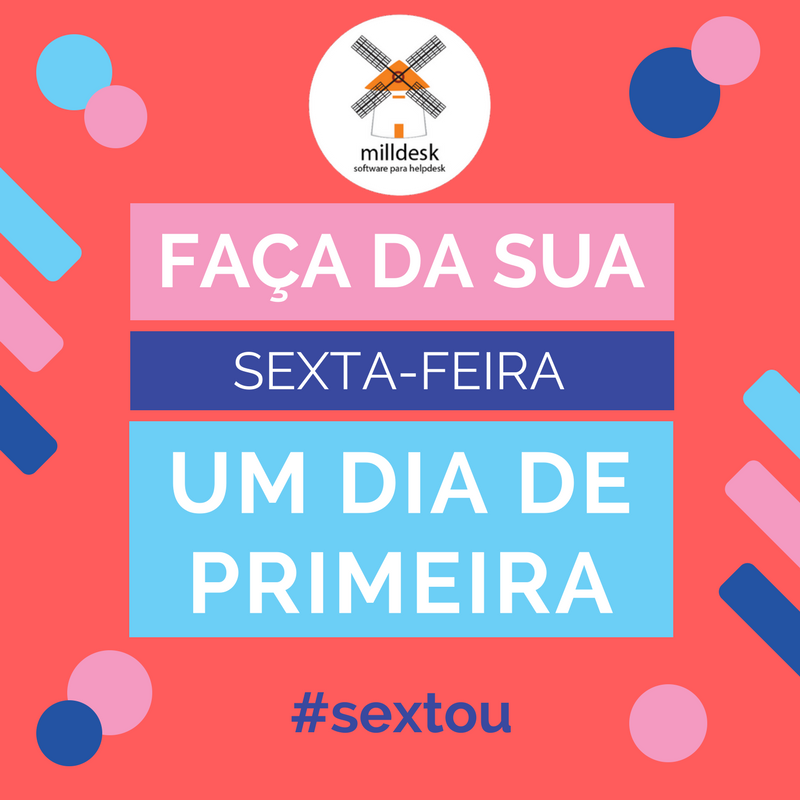 milldesk
software para helpdesk
FAÇA DA SUA
SEXTA-FEIRA
UM DIA DE
PRIMEIRA
#sextou